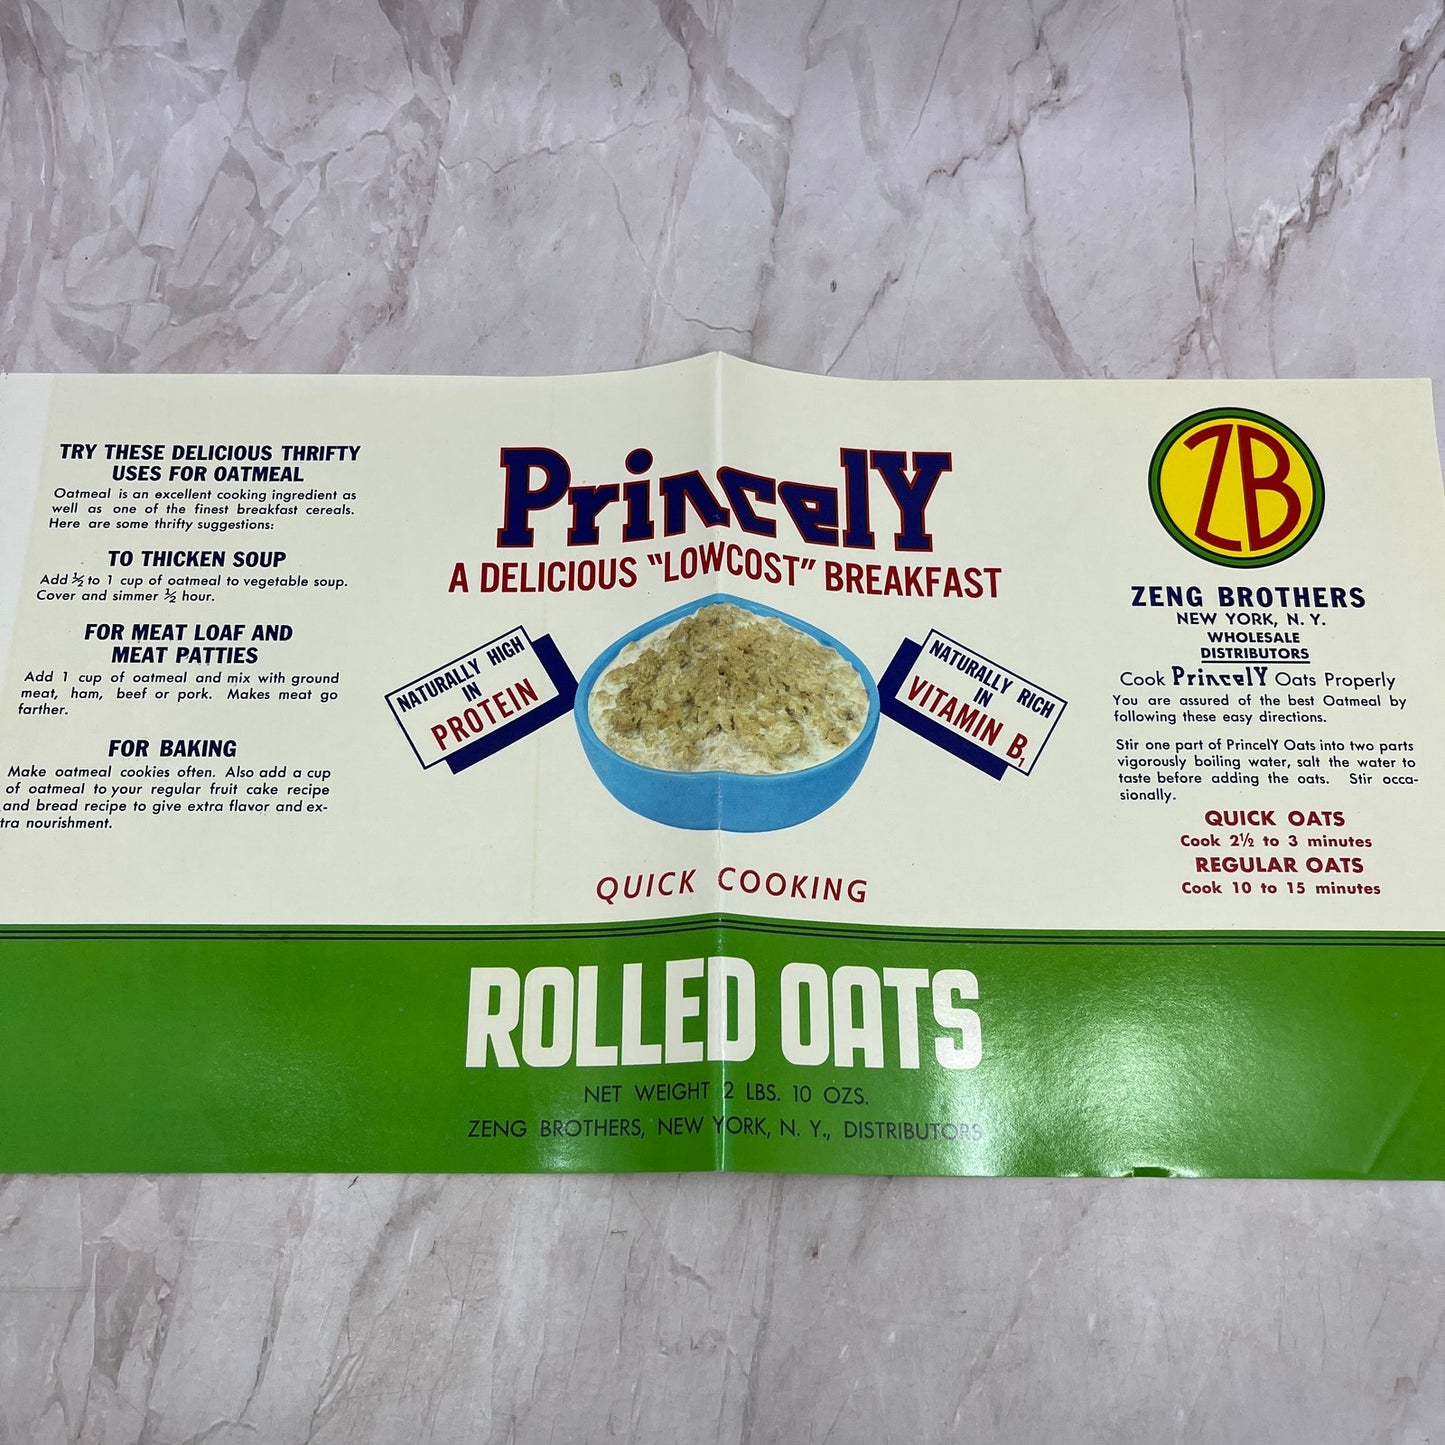 TRY THESE DELICIOUS THRIFTY
USES FOR OATMEAL
Oatmeal is an excellent cooking ingredient as
well as one of the finest breakfast cereals.
Here are some thrifty suggestions:
TO THICKEN SOUP
Add ½ to 1 cup of oatmeal to vegetable soup.
Cover and simmer ½ hour.
FOR MEAT LOAF AND
MEAT PATTIES
Add 1 cup of oatmeal and mix with ground
meat, ham, beef or pork. Makes meat go
farther.
FOR BAKING
Make oatmeal cookies often. Also add a cup
of oatmeal to your regular fruit cake recipe
and bread recipe to give extra flavor and ex-
tra nourishment.
PrincelY
A DELICIOUS "LOWCOST" BREAKFAST
NATURALLY HIGH
IN
PROTEIN
NATURALLY RICH
IN
VITAMIN B₁
QUICK COOKING
ROLLED OATS
NET WEIGHT 2 LBS. 10 OZS.
ZENG BROTHERS, NEW YORK, N. Y., DISTRIBUTORS
ZB
ZENG BROTHERS
NEW YORK, N. Y.
WHOLESALE
DISTRIBUTORS
Cook PrincelY Oats Properly
You are assured of the best Oatmeal by
following these easy directions.
Stir one part of PrincelY Oats into two parts
vigorously boiling water, salt the water to
taste before adding the oats. Stir occa-
sionally.
QUICK OATS
Cook 2½ to 3 minutes
REGULAR OATS
Cook 10 to 15 minutes